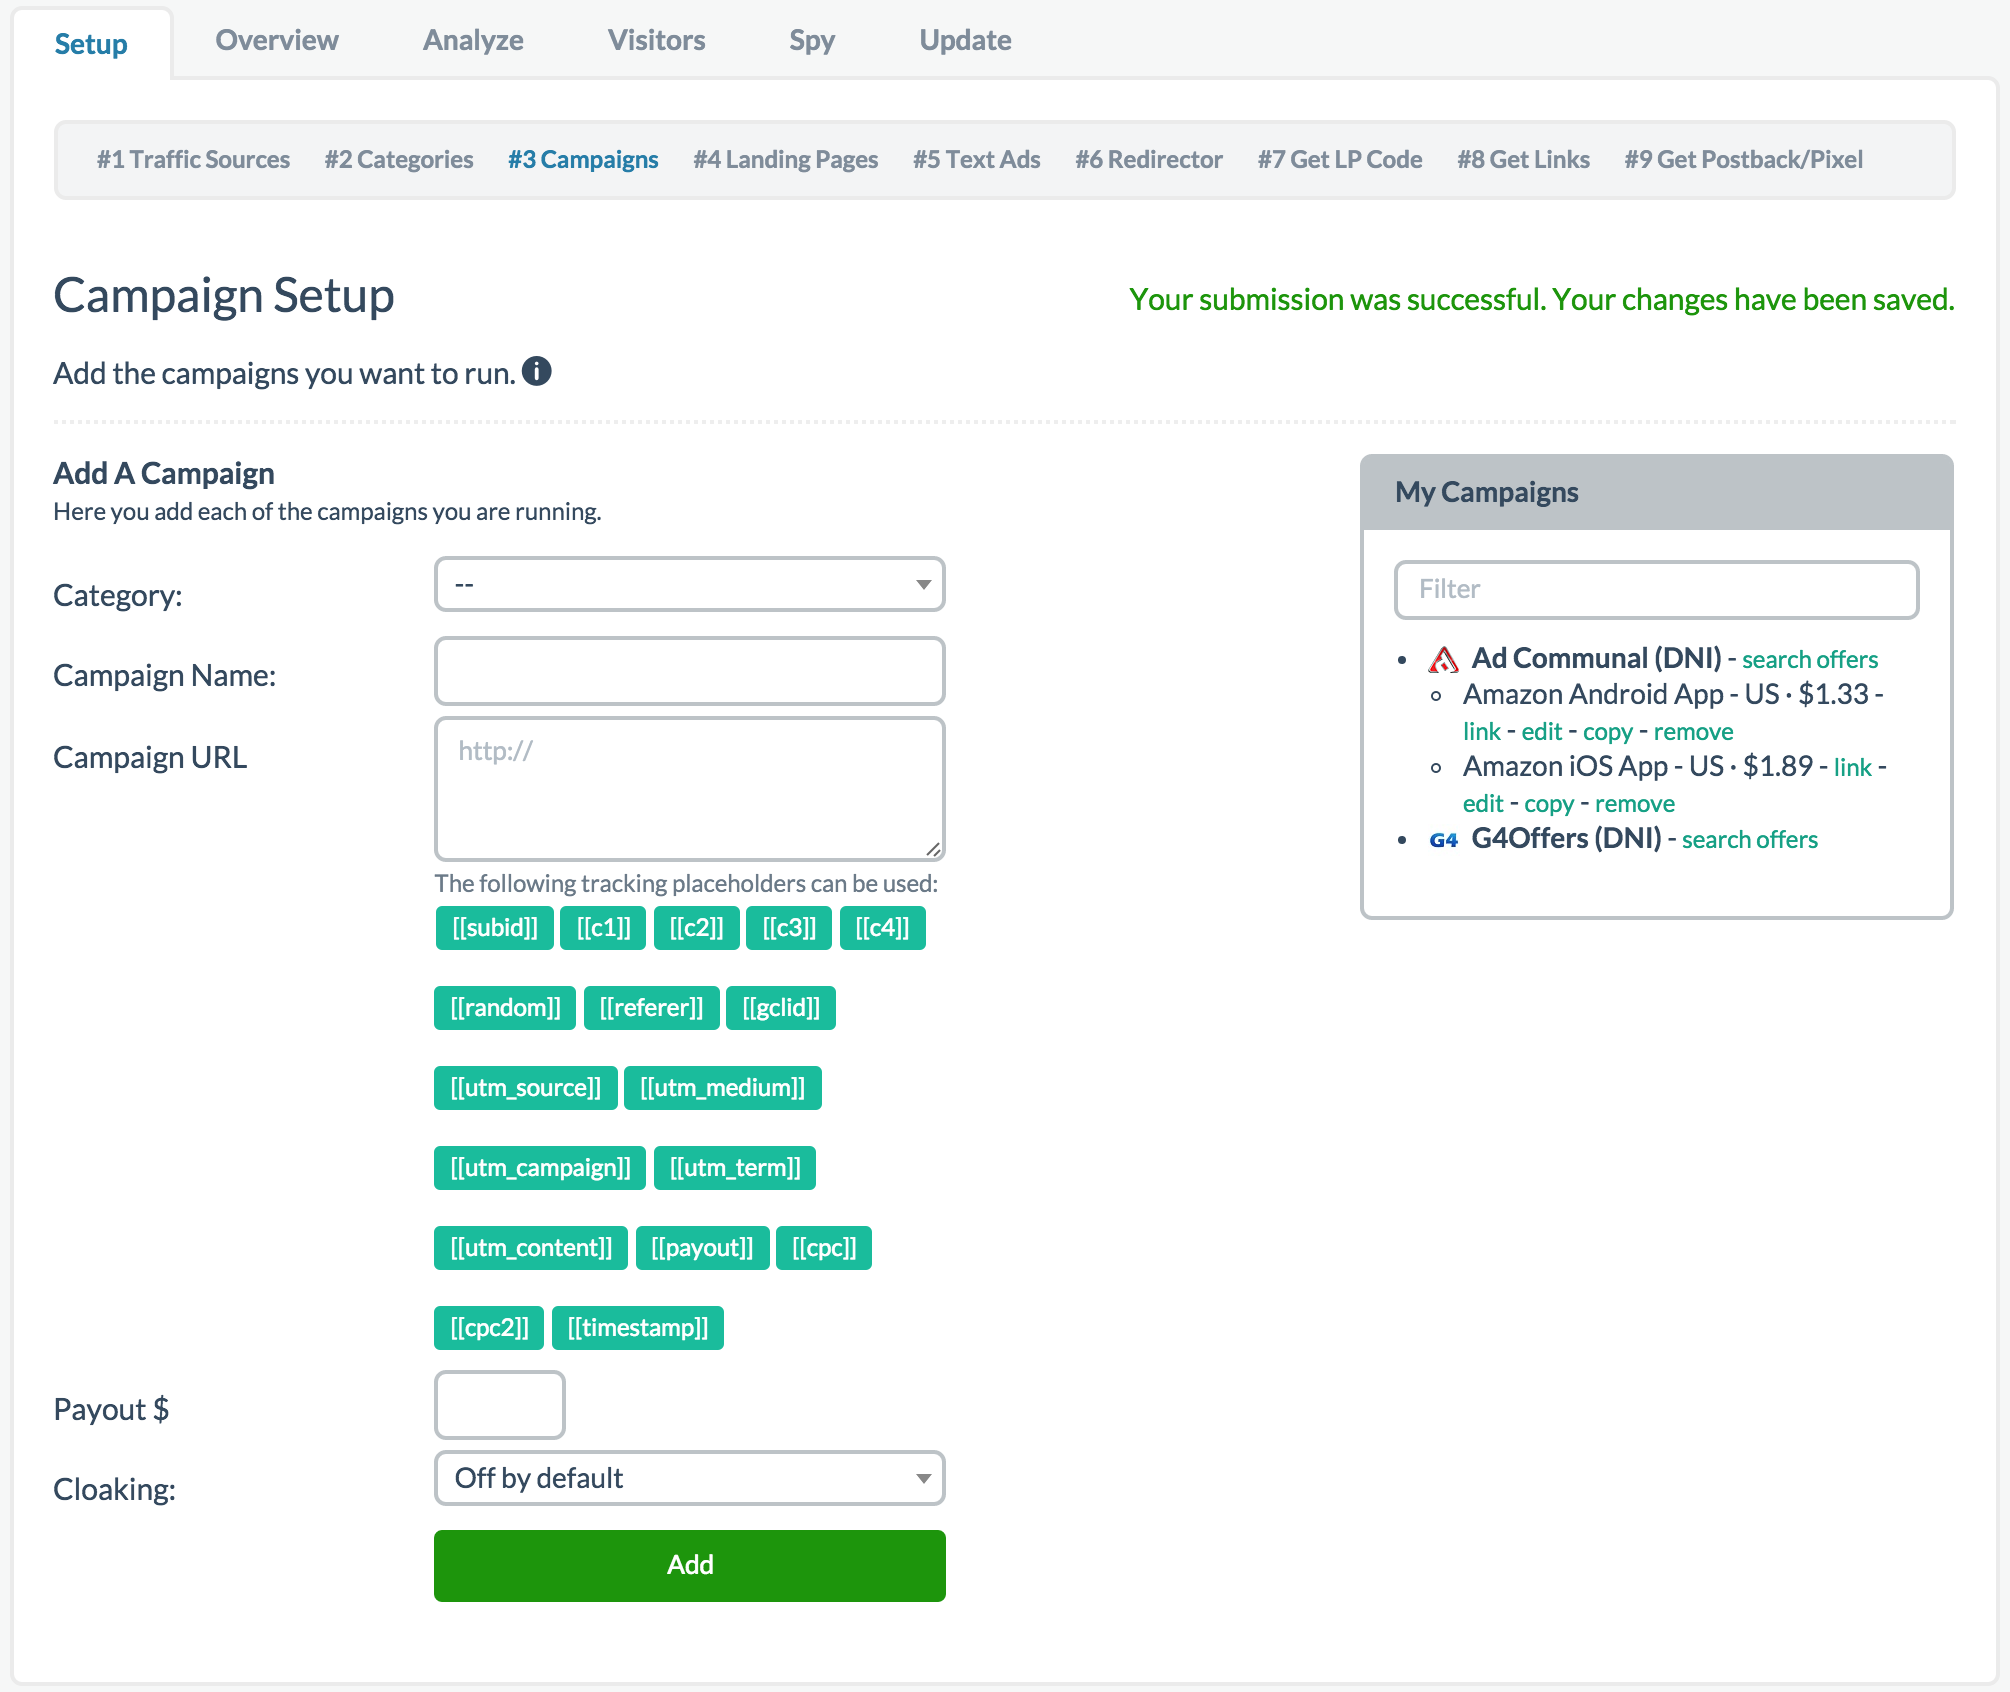 Setup Overview Analyze Visitors Spy Update
#1 Traffic Sources #2 Categories #3 Campaigns #4 Landing Pages #5 Text Ads #6 Redirector #7 Get LP Code #8 Get Links #9 Get Postback/Pixel
Campaign Setup
Your submission was successful. Your changes have been saved.
Add the campaigns you want to run.
Add A Campaign
Here you add each of the campaigns you are running.
Category:
--
Campaign Name:
Campaign URL
http://
The following tracking placeholders can be used:
[[subid]] [[c1]] [[c2]] [[c3]] [[c4]]
[[random]] [[referer]] [[gclid]]
[[utm_source]] [[utm_medium]]
[[utm_campaign]] [[utm_term]]
[[utm_content]] [[payout]] [[cpc]]
[[cpc2]] [[timestamp]]
Payout $
Cloaking:
Off by default
Add
My Campaigns
Filter
Ad Communal (DNI) - search offers
Amazon Android App - US · $1.33 -
link - edit - copy - remove
Amazon iOS App - US · $1.89 - link -
edit - copy - remove
G4 G4Offers (DNI) - search offers